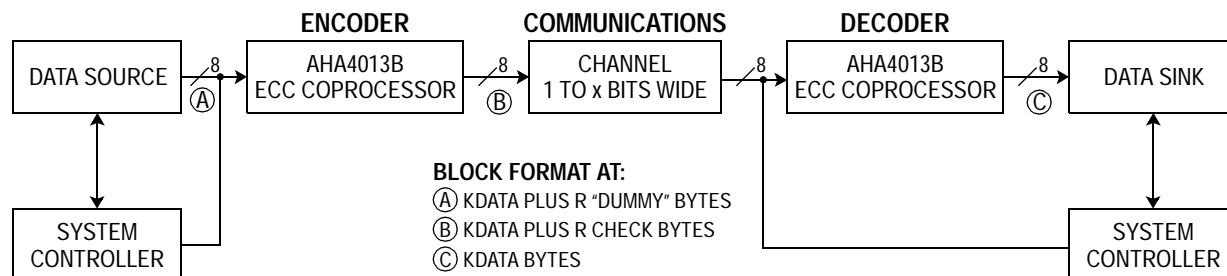 ENCODER
COMMUNICATIONS
DECODER
DATA SOURCE
8
A
AHA4013B
ECC COPROCESSOR
8
B
CHANNEL
1 TO x BITS WIDE
8
AHA4013B
ECC COPROCESSOR
8
C
DATA SINK
BLOCK FORMAT AT:
A KDATA PLUS R “DUMMY” BYTES
B KDATA PLUS R CHECK BYTES
C KDATA BYTES
SYSTEM
CONTROLLER
SYSTEM
CONTROLLER